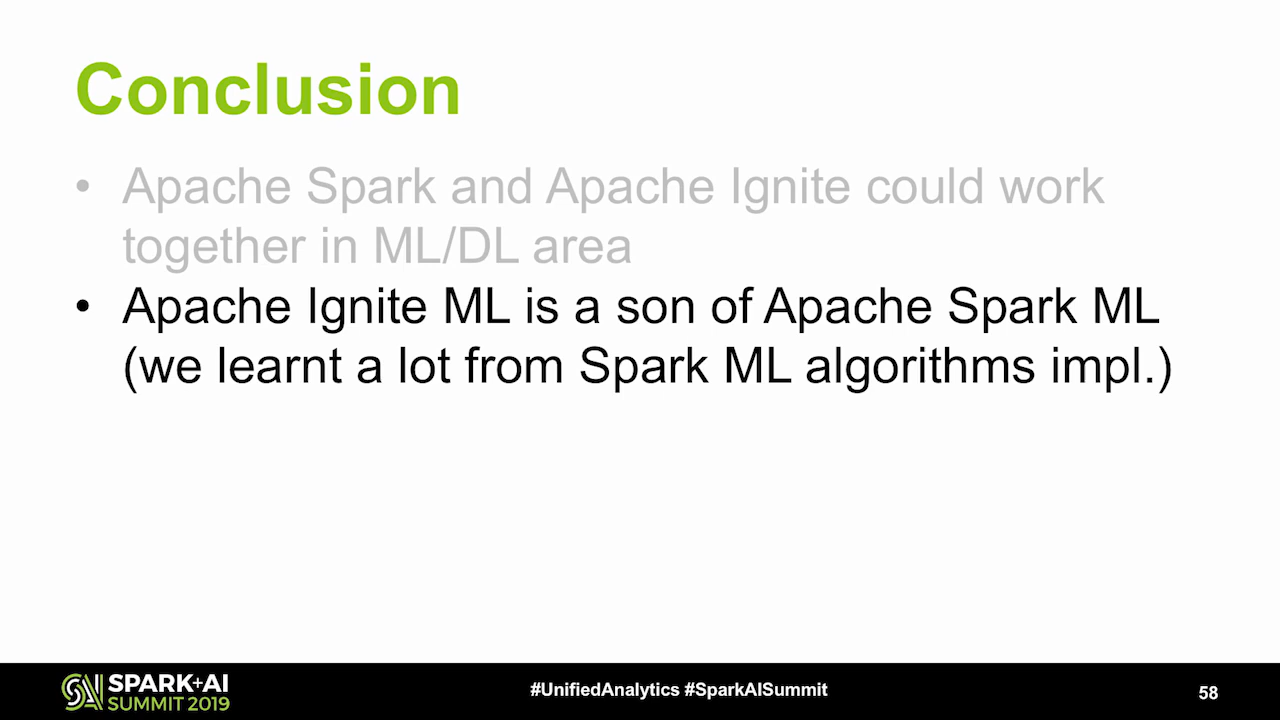 Conclusion
• Apache Spark and Apache Ignite could work
together in ML/DL area
• Apache Ignite ML is a son of Apache Spark ML
(we learnt a lot from Spark ML algorithms impl.)
SPARK+AI
SUMMIT 2019
#UnifiedAnalytics #SparkAISummit
58